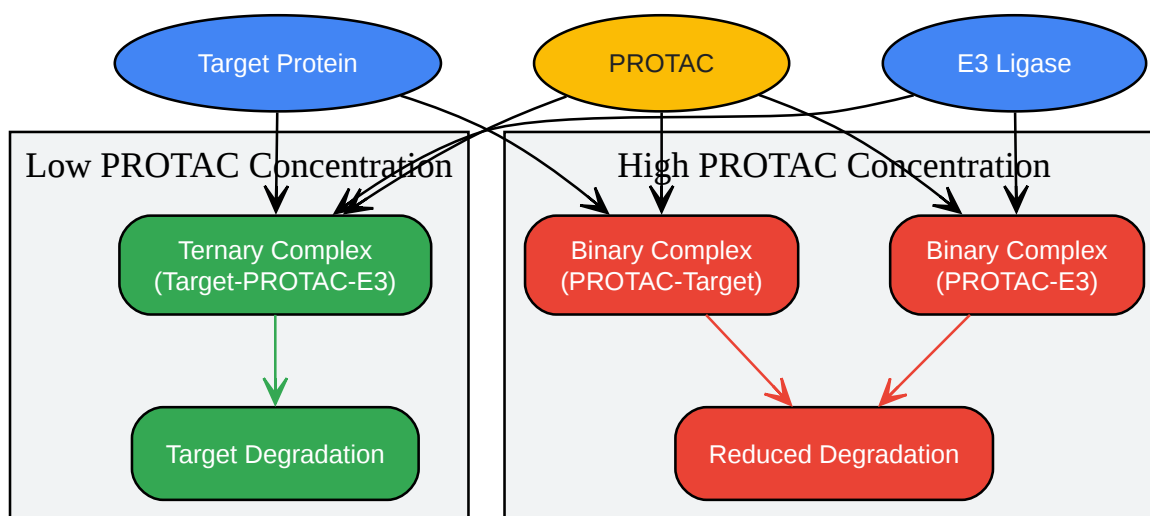 Target Protein
PROTAC
E3 Ligase
Low PROTAC Concentration
High PROTAC Concentration
Ternary Complex
(Target-PROTAC-E3)
Binary Complex
(PROTAC-Target)
Binary Complex
(PROTAC-E3)
Target Degradation
Reduced Degradation